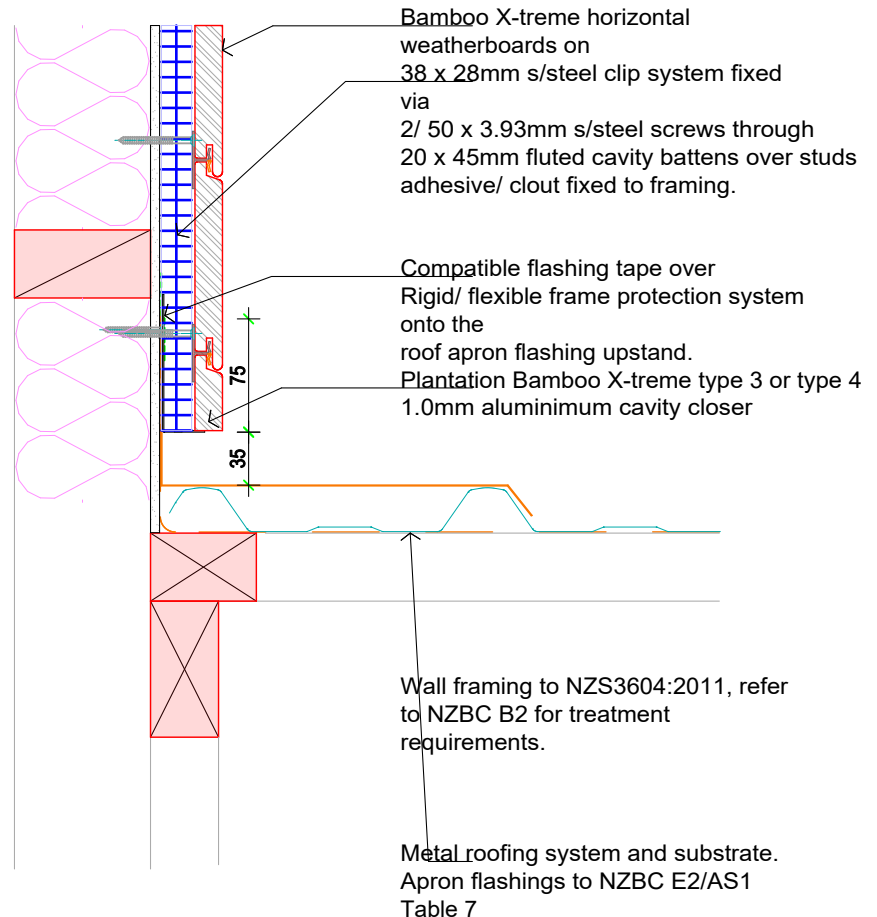 Bamboo X-treme horizontal
weatherboards on
38 x 28mm s/steel clip system fixed
via
2/ 50 x 3.93mm s/steel screws through
20 x 45mm fluted cavity battens over studs
adhesive/ clout fixed to framing.
Compatible flashing tape over
Rigid/ flexible frame protection system
onto the
roof apron flashing upstand.
75
Plantation Bamboo X-treme type 3 or type 4
1.0mm aluminimum cavity closer
35
Wall framing to NZS3604:2011, refer
to NZBC B2 for treatment
requirements.
Metal roofing system and substrate.
Apron flashings to NZBC E2/AS1
Table 7